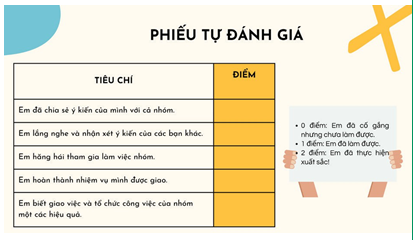 PHIẾU TỰ ĐÁNH GIÁ
TIÊU CHÍ
ĐIỂM
Em đã chia sẻ ý kiến của mình với cả nhóm.
Em lắng nghe và nhận xét ý kiến của các bạn khác.
Em hăng hái tham gia làm việc nhóm.
Em hoàn thành nhiệm vụ mình được giao.
Em biết giao việc và tổ chức công việc của nhóm
một các hiệu quả.
• 0 điểm: Em đã cố gắng
nhưng chưa làm được.
• 1 điểm: Em đã làm được.
• 2 điểm: Em đã thực hiện
xuất sắc!